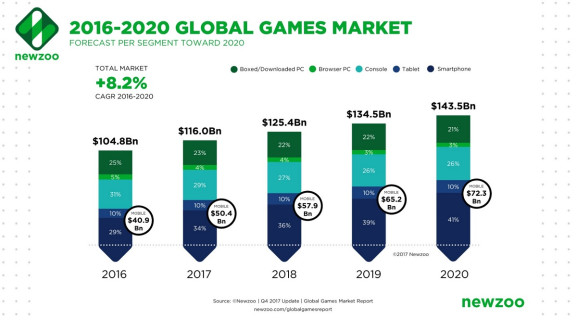 2016-2020 GLOBAL GAMES MARKET
FORECAST PER SEGMENT TOWARD 2020
newzoo
TOTAL MARKET
+8.2%
CAGR 2016-2020
Boxed/Downloaded PC Browser PC Console Tablet Smartphone
$104.8Bn
25%
5%
31%
10%
29%
MOBILE
$40.9
Bn
2016
$116.0Bn
23%
4%
29%
10%
34%
MOBILE
$50.4
Bn
2017
$125.4Bn
22%
4%
27%
10%
36%
MOBILE
$57.9
Bn
2018
$134.5Bn
22%
3%
26%
10%
39%
MOBILE
$65.2
Bn
2019
$143.5Bn
21%
3%
26%
10%
41%
MOBILE
$72.3
Bn
2020
©2017 Newzoo
Source: ©Newzoo | Q4 2017 Update | Global Games Market Report
newzoo.com/globalgamesreport
newzoo